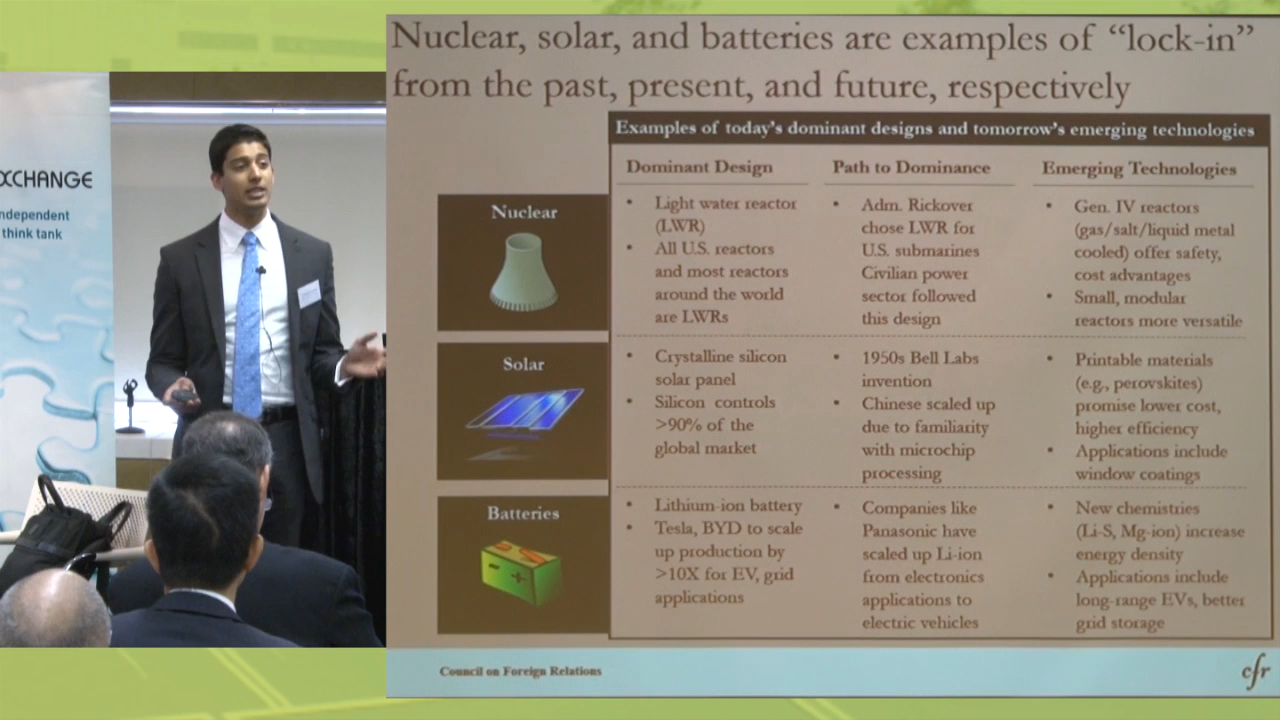 Nuclear, solar, and batteries are examples of “lock-in”
from the past, present, and future, respectively
XCHANGE
ndependent
think tank
Examples of today’s dominant designs and tomorrow’s emerging technologies
Dominant Design
Path to Dominance
Emerging Technologies
Nuclear
• Light water reactor
(LWR)
• All U.S. reactors
and most reactors
around the world
are LWRs
• Adm. Rickover
chose LWR for
U.S. submarines
Civilian power
sector followed
this design
• Gen. IV reactors
(gas/salt/liquid metal
cooled) offer safety,
cost advantages
• Small, modular
reactors more versatile
Solar
• Crystalline silicon
solar panel
• Silicon controls
>90% of the
global market
• 1950s Bell Labs
invention
• Chinese scaled up
due to familiarity
with microchip
processing
• Printable materials
(e.g., perovskites)
promise lower cost,
higher efficiency
• Applications include
window coatings
Batteries
• Lithium-ion battery
• Tesla, BYD to scale
up production by
>10X for EV, grid
applications
• Companies like
Panasonic have
scaled up Li-ion
from electronics
applications to
electric vehicles
• New chemistries
(Li-S, Mg-ion) increase
energy density
• Applications include
long-range EVs, better
grid storage
Council on Foreign Relations
cfr